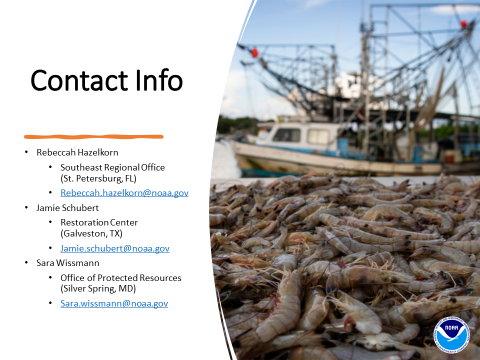 Contact Info
• Rebeccah Hazelkorn
• Southeast Regional Office
(St. Petersburg, FL)
• Rebeccah.hazelkorn@noaa.gov
• Jamie Schubert
• Restoration Center
(Galveston, TX)
• Jamie.schubert@noaa.gov
• Sara Wissmann
• Office of Protected Resources
(Silver Spring, MD)
• Sara.wissmann@noaa.gov
NOAA